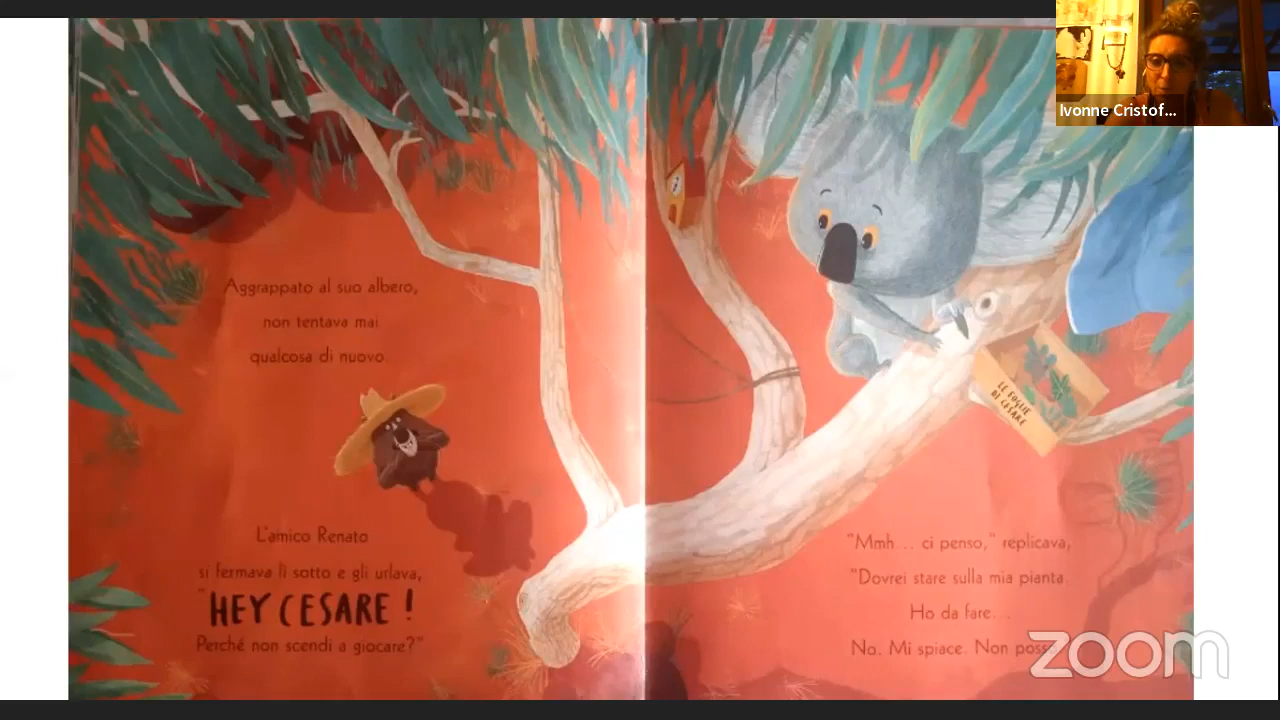 Ivonne Cristof...
Aggrappato al suo albero,
non tentava mai
qualcosa di nuovo.
LE FOGLIE
DI CESARE
L'amico Renato
si fermava lì sotto e gli urlava,
"HEY CESARE!
Perché non scendi a giocare?"
"Mmh... ci penso," replicava,
"Dovrei stare sulla mia pianta.
Ho da fare...
No. Mi spiace. Non
zoom